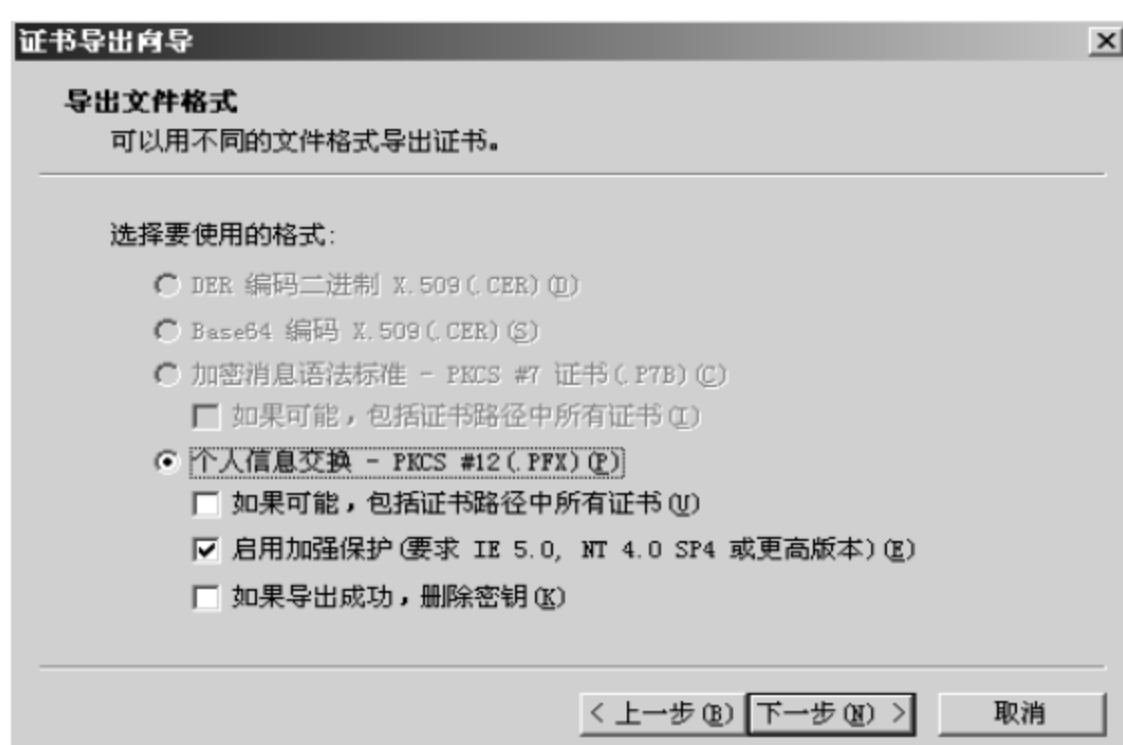 证书导出向导
导出文件格式
可以用不同的文件格式导出证书。
选择要使用的格式:
DER 编码二进制 X.509(.CER)(D)
Base64 编码 X.509(.CER)(S)
加密消息语法标准 - PKCS #7 证书(.P7B)(C)
如果可能，包括证书路径中所有证书(I)
个人信息交换 - PKCS #12(.PFX)(P)
如果可能，包括证书路径中所有证书(U)
启用加强保护(要求 IE 5.0, NT 4.0 SP4 或更高版本)(E)
如果导出成功，删除密钥(K)
< 上一步(B) 下一步(N) > 取消